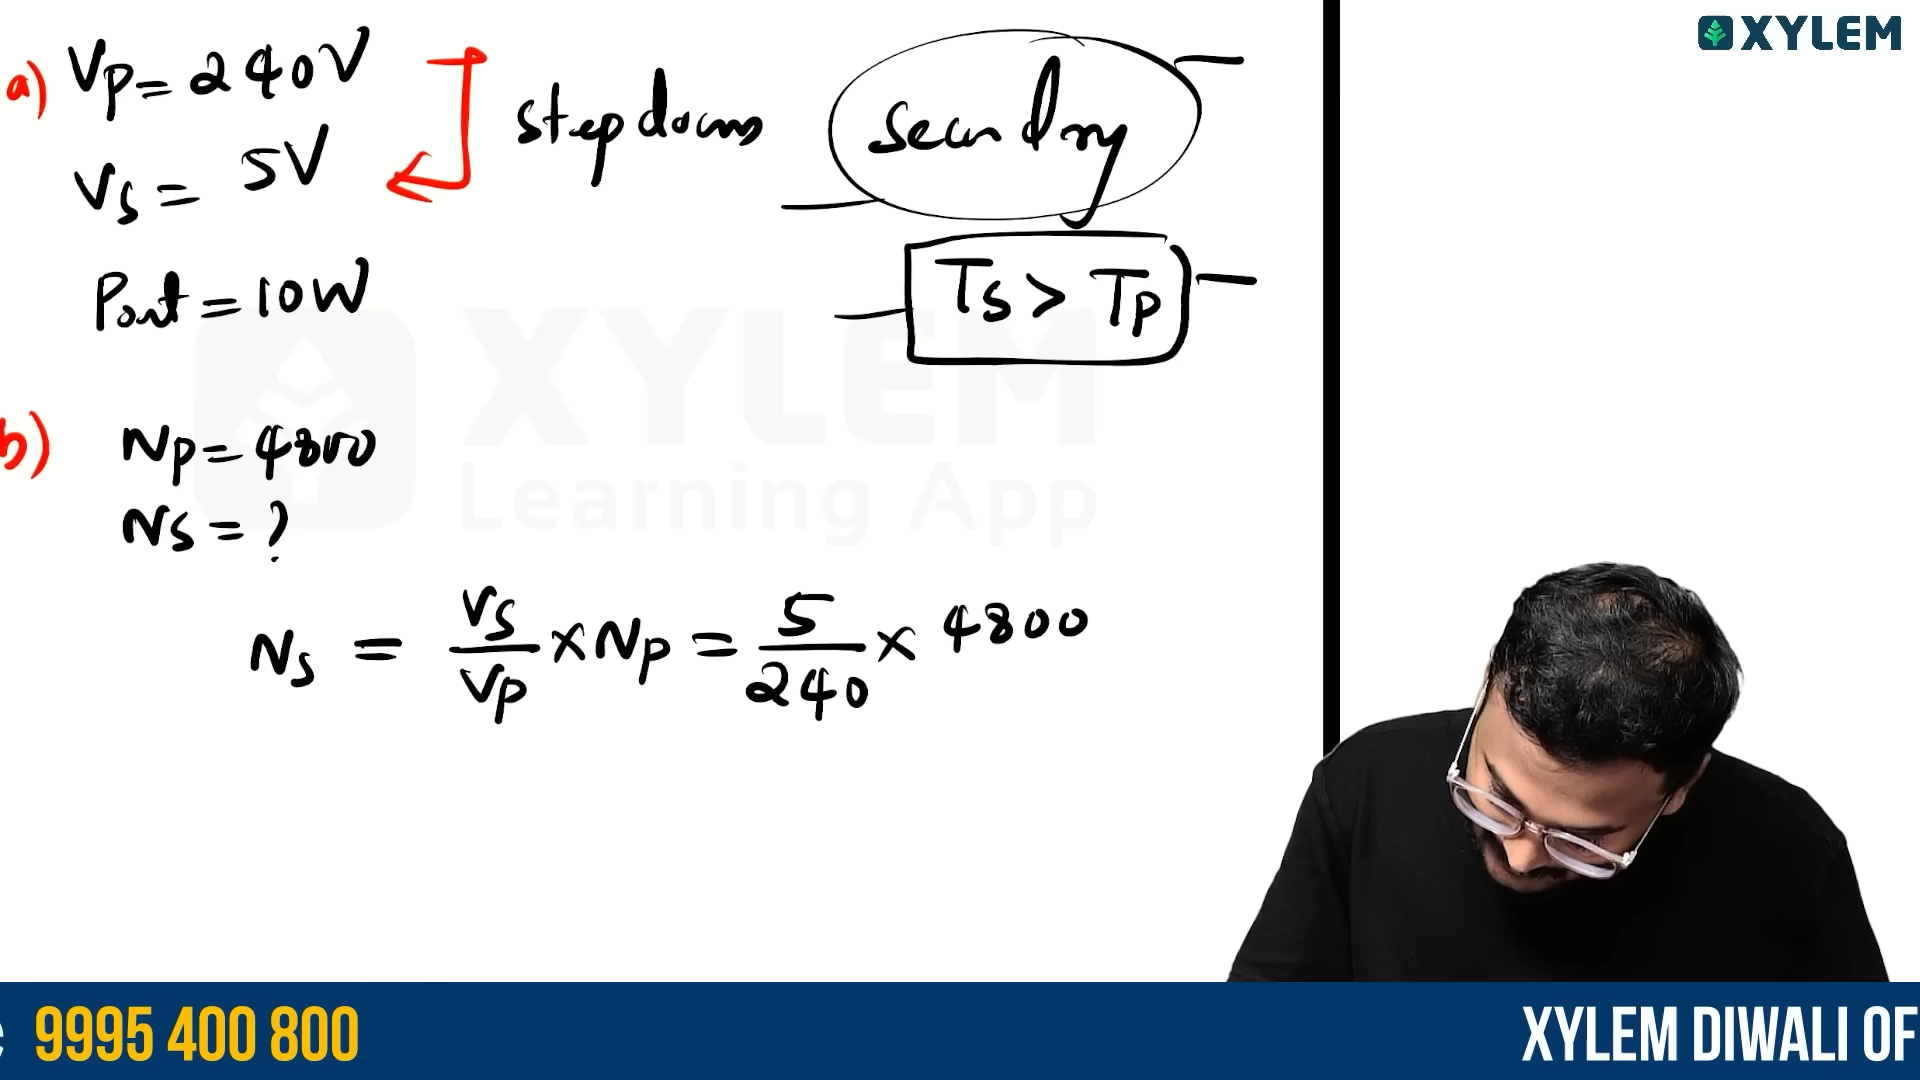 XYLEM
a) Vp = 240V
Vs = 5V
step down
secondry
Pout = 10W
Ts > Tp
XYLEM
Learning App
b) Np = 4800
Ns = ?
Ns = Vs/Vp × Np = 5/240 × 4800
9995 400 800
XYLEM DIWALI OF